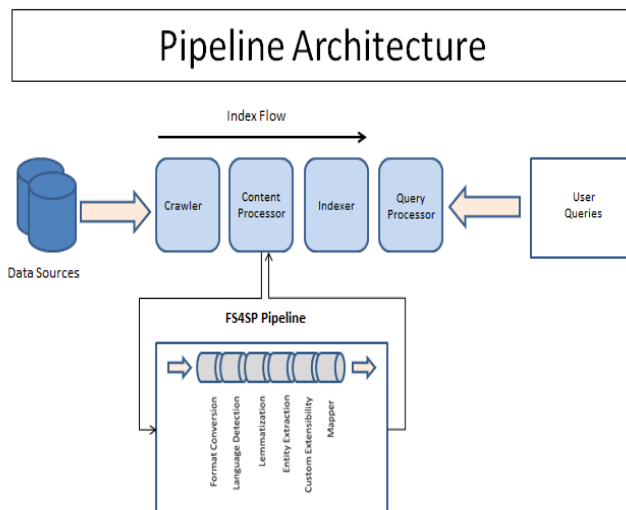 Pipeline Architecture
Index Flow
Crawler
Content
Processor
Indexer
Query
Processor
User
Queries
Data Sources
FS4SP Pipeline
Format Conversion
Language Detection
Lemmatization
Entity Extraction
Custom Extensibility
Mapper